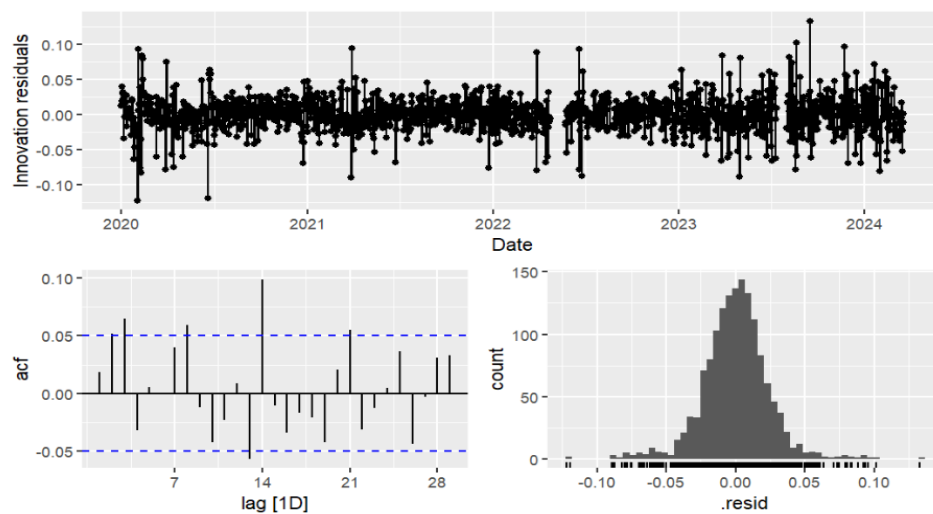 Innovation residuals
0.10
0.05
0.00
-0.05
-0.10
2020 2021 2022 2023 2024
Date
acf
0.10
0.05
0.00
-0.05
7 14 21 28
lag [1D]
count
150
100
50
0
-0.10 -0.05 0.00 0.05 0.10
.resid